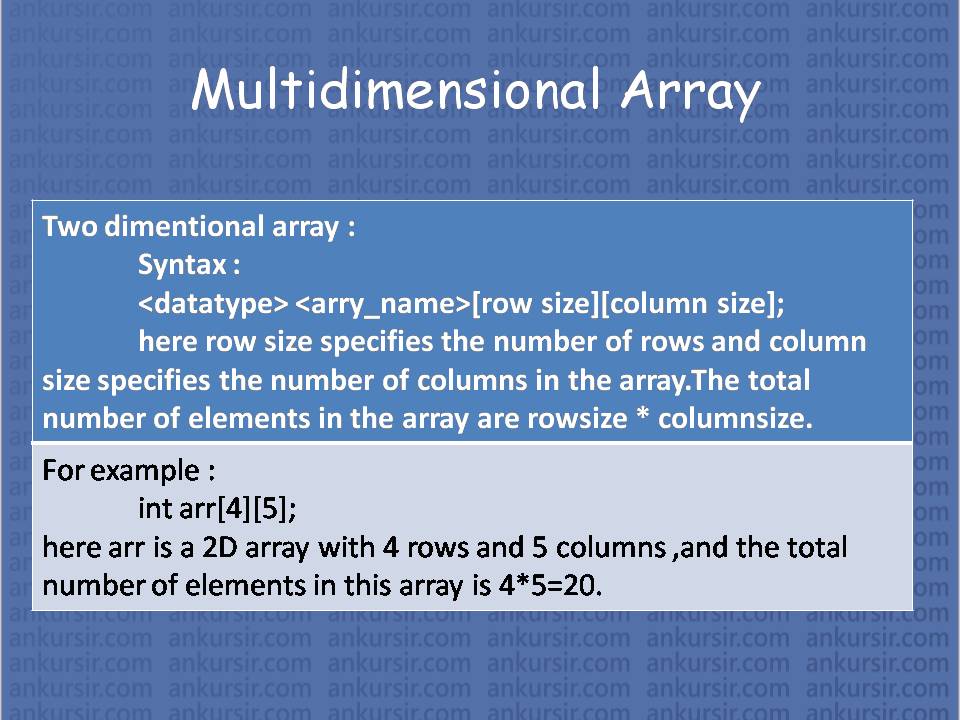 Multidimensional Array
Two dimentional array :
Syntax :
<datatype> <arry_name>[row size][column size];
here row size specifies the number of rows and column
size specifies the number of columns in the array.The total
number of elements in the array are rowsize * columnsize.
For example :
int arr[4][5];
here arr is a 2D array with 4 rows and 5 columns ,and the total
number of elements in this array is 4*5=20.